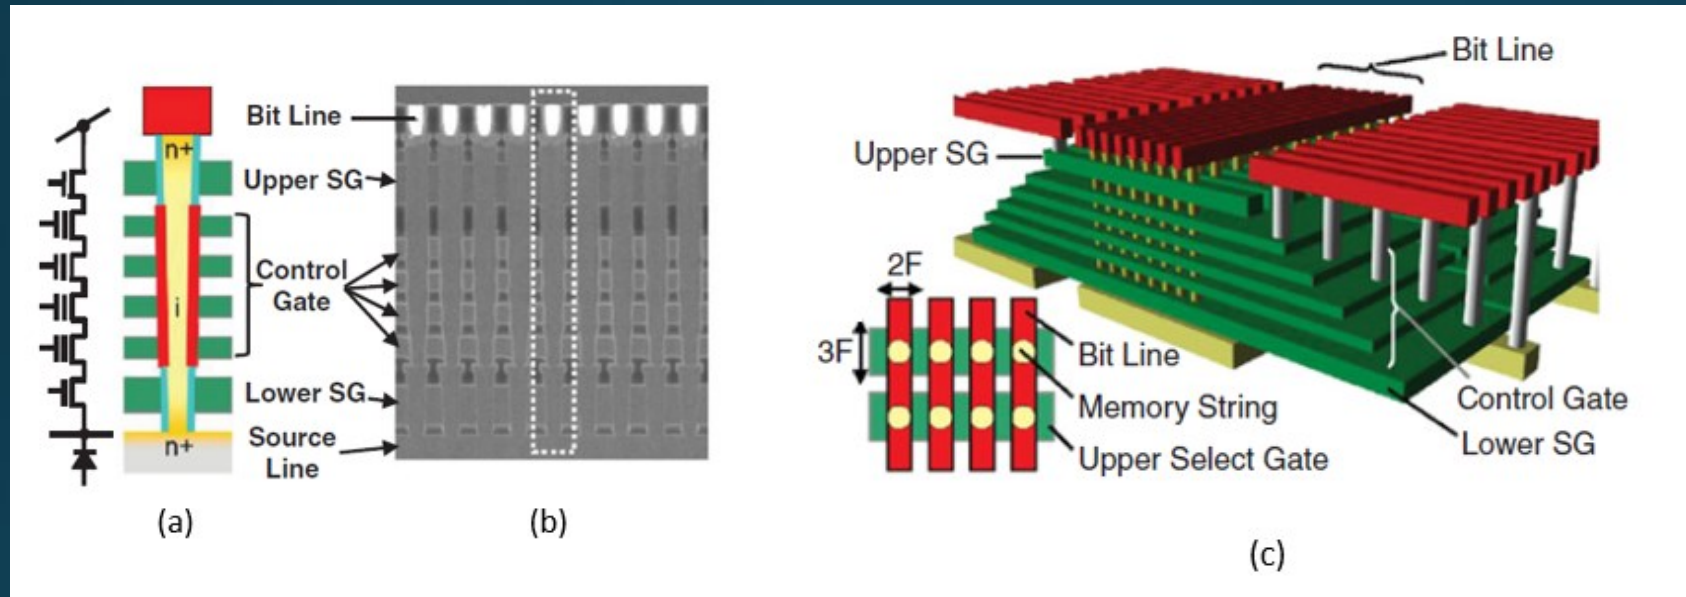 n+
i
n+
Bit Line
Upper SG
Control
Gate
Lower SG
Source
Line
(a)
(b)
Bit Line
Upper SG
2F
3F
Bit Line
Memory String
Upper Select Gate
Control Gate
Lower SG
(c)